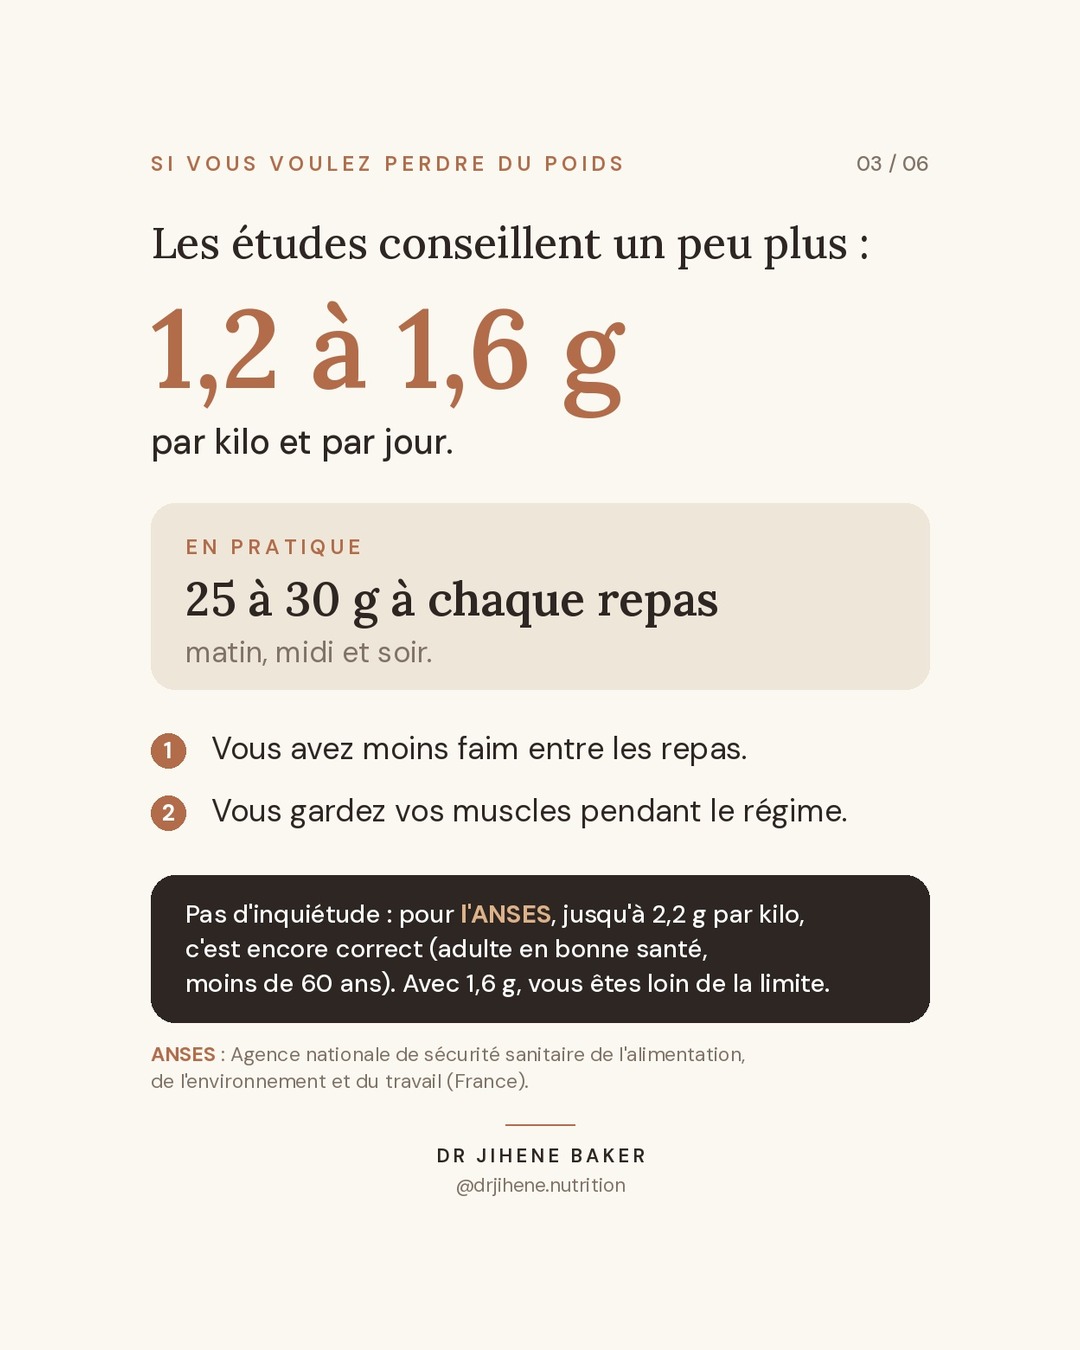 SI VOUS VOULEZ PERDRE DU POIDS
03 / 06
Les études conseillent un peu plus :
1,2 à 1,6 g
par kilo et par jour.
EN PRATIQUE
25 à 30 g à chaque repas
matin, midi et soir.
1 Vous avez moins faim entre les repas.
2 Vous gardez vos muscles pendant le régime.
Pas d'inquiétude : pour l'ANSES, jusqu'à 2,2 g par kilo,
c'est encore correct (adulte en bonne santé,
moins de 60 ans). Avec 1,6 g, vous êtes loin de la limite.
ANSES : Agence nationale de sécurité sanitaire de l'alimentation,
de l'environnement et du travail (France).
DR JIHENE BAKER
@drjihene.nutrition